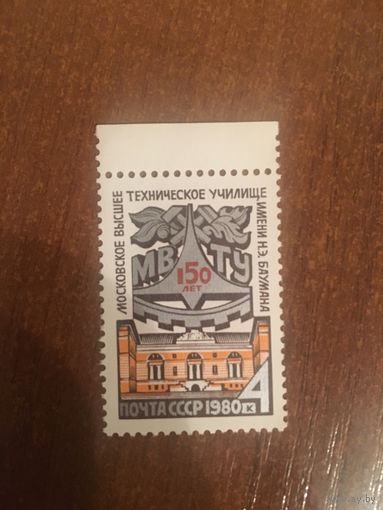 МОСКОВСКОЕ ВЫСШЕЕ
ТЕХНИЧЕСКОЕ УЧИЛИЩЕ
ИМЕНИ Н.Э. БАУМАНА
МВТУ
150
ЛЕТ
ПОЧТА СССР 1980 К 4